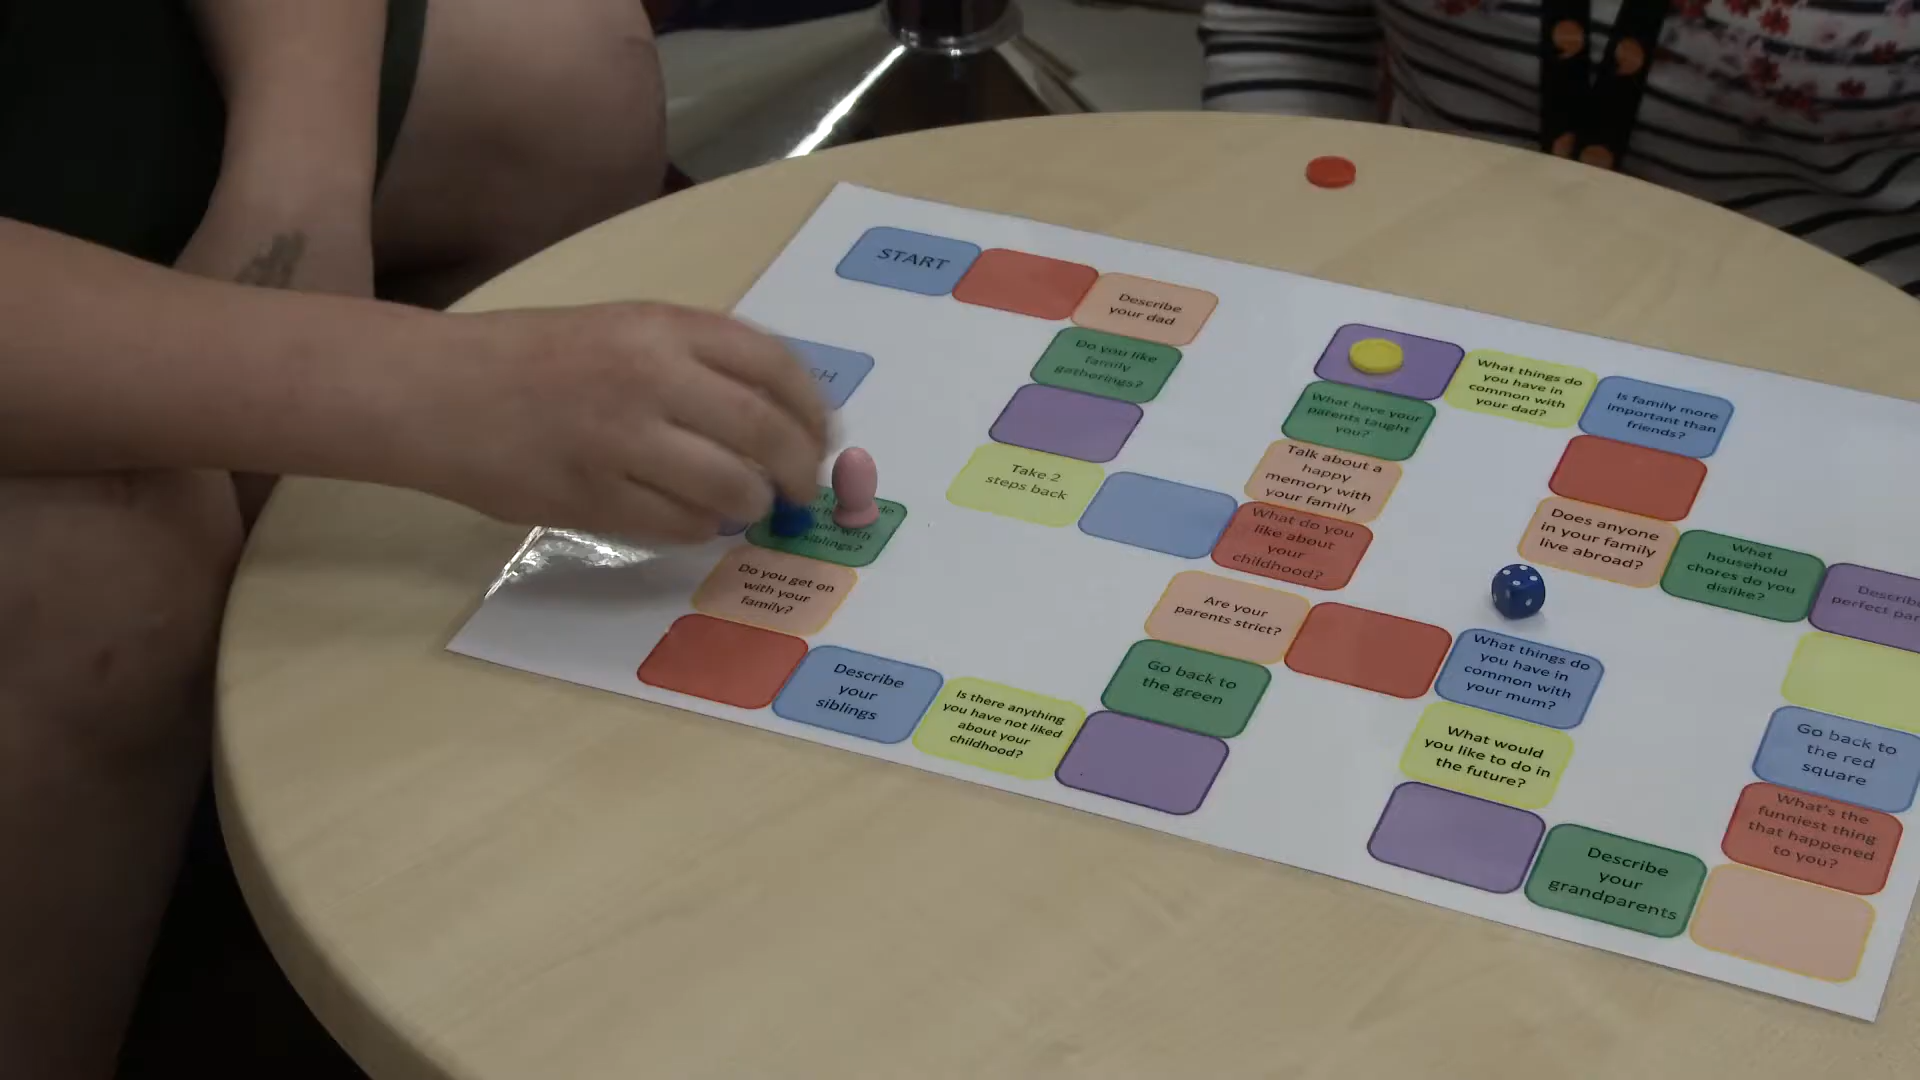 START
Describe
your dad
Do you like
family
gatherings?
Take 2
steps back
What have your
parents taught
you?
What things do
you have in
common with
your dad?
Is family more
important than
friends?
Talk about a
happy
memory with
your family
What do you
like about
your
childhood?
Does anyone
in your family
live abroad?
What
household
chores do you
dislike?
Describe
perfect
Are your
parents strict?
What things do
you have in
common with
your mum?
Go back to
the green
What would
you like to do in
the future?
Go back to
the red
square
What's the
funniest thing
that happened
to you?
Describe
your
grandparents
Is there anything
you have not liked
about your
childhood?
Describe
your
siblings
Do you get on
with your
family?
with
siblings?